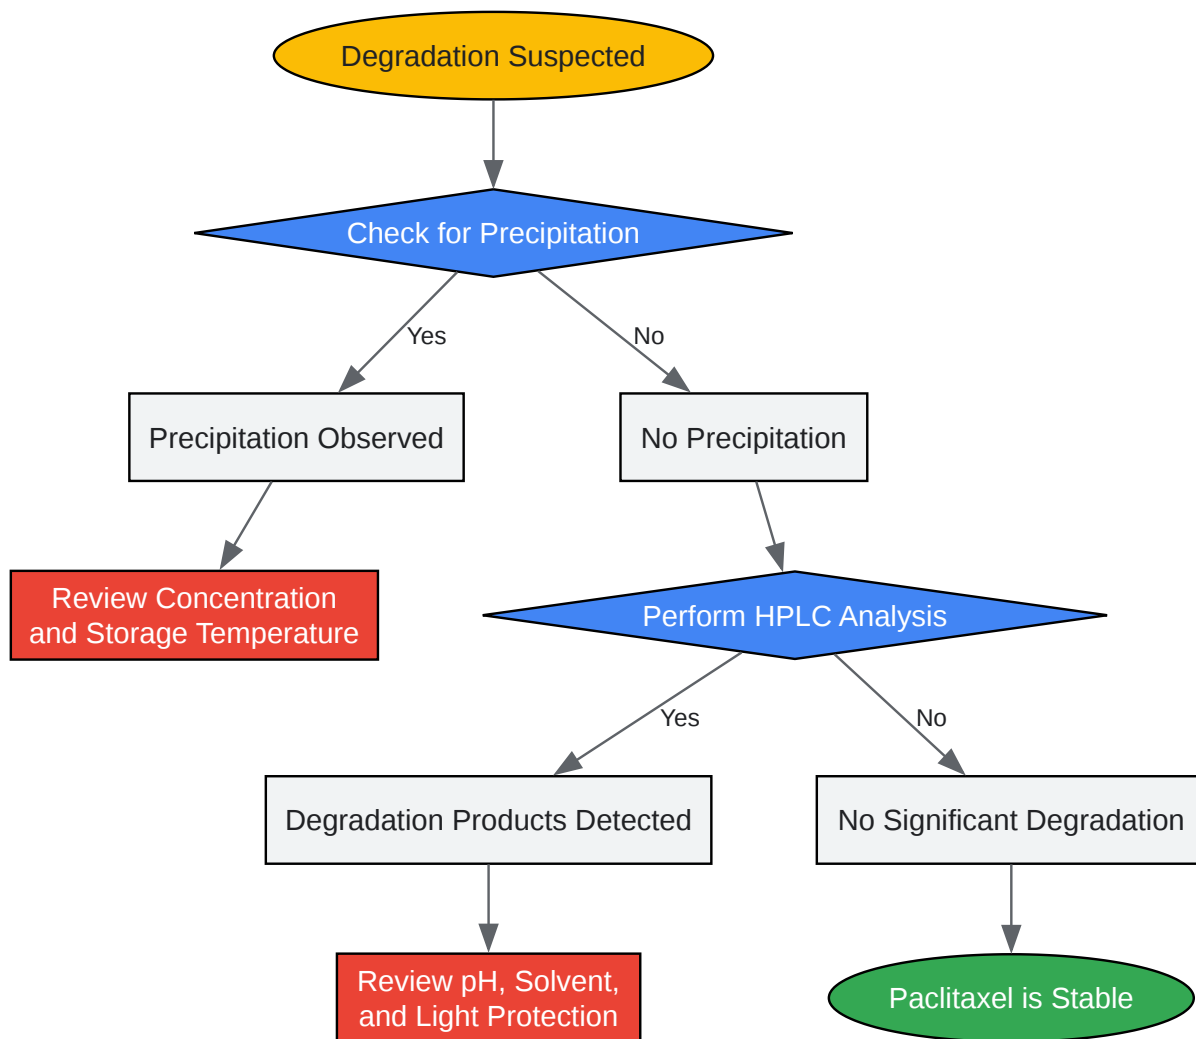 Degradation Suspected
Check for Precipitation
Yes
No
Precipitation Observed
No Precipitation
Review Concentration
and Storage Temperature
Perform HPLC Analysis
Yes
No
Degradation Products Detected
No Significant Degradation
Review pH, Solvent,
and Light Protection
Paclitaxel is Stable